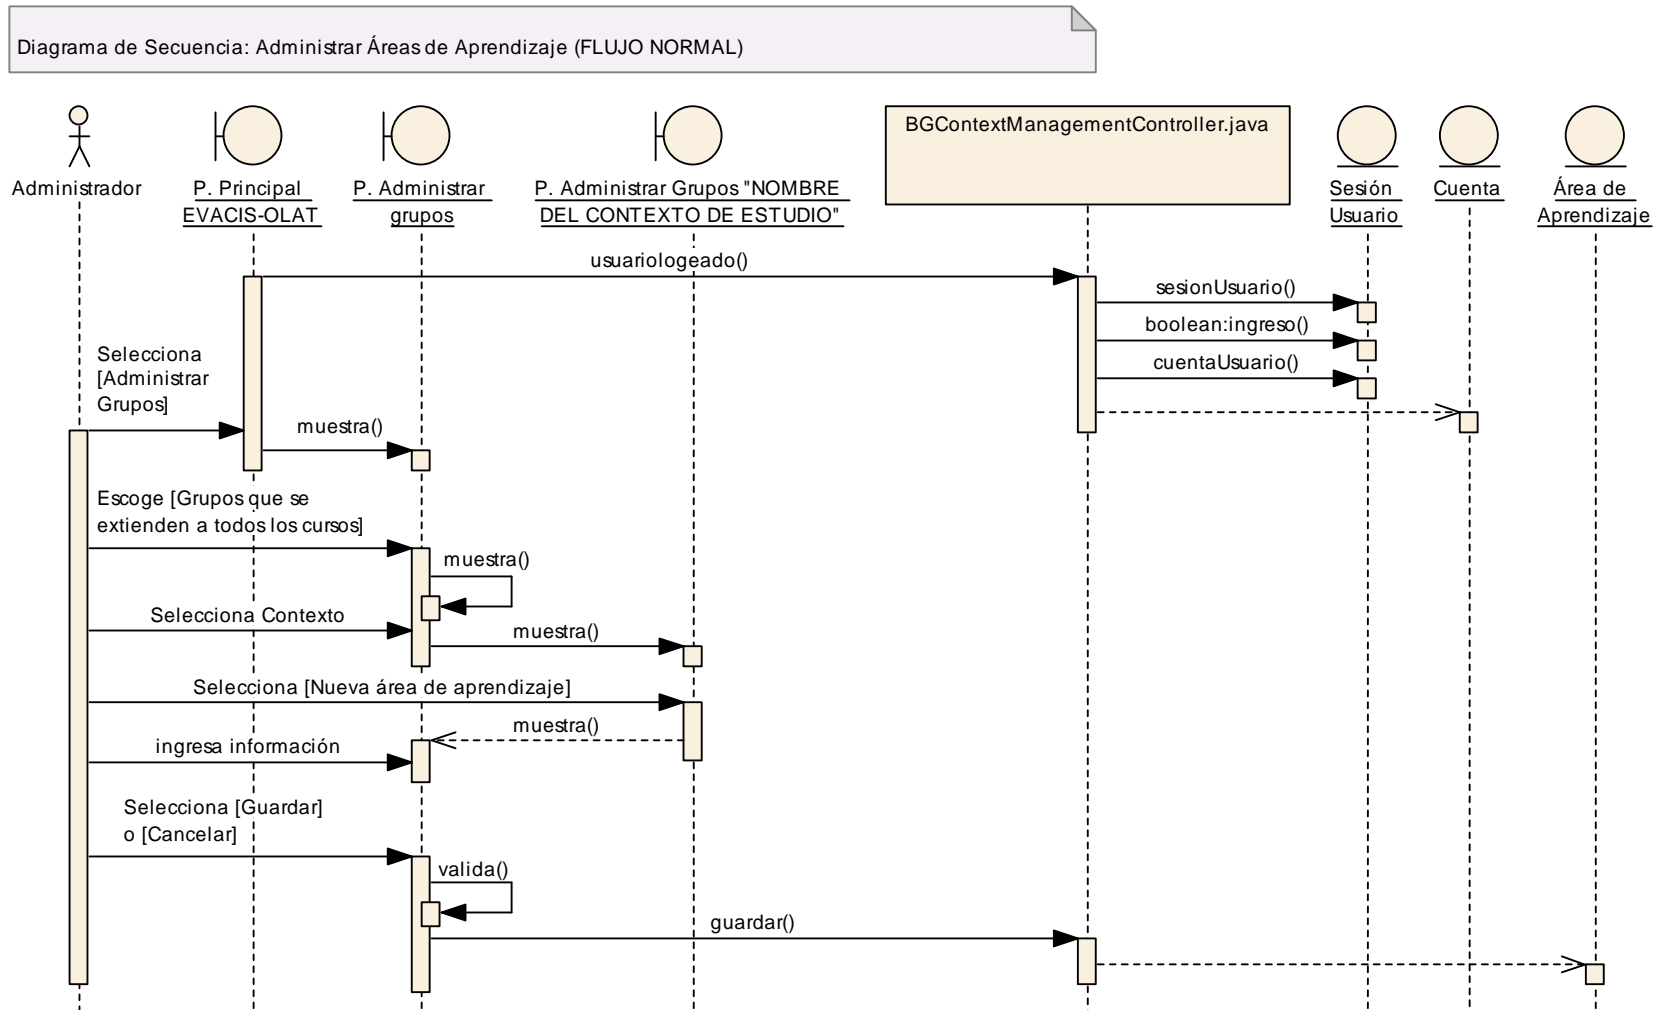 Diagrama de Secuencia: Administrar Áreas de Aprendizaje (FLUJO NORMAL)
Administrador
P. Principal
EVACIS-OLAT
P. Administrar
grupos
P. Administrar Grupos "NOMBRE
DEL CONTEXTO DE ESTUDIO"
BGContextManagementController.java
Sesión
Usuario
Cuenta
Área de
Aprendizaje
usuariologeado()
sesionUsuario()
boolean:ingreso()
cuentaUsuario()
Selecciona
[Administrar
Grupos]
muestra()
Escoge [Grupos que se
extienden a todos los cursos]
muestra()
Selecciona Contexto
muestra()
Selecciona [Nueva área de aprendizaje]
muestra()
ingresa información
Selecciona [Guardar]
o [Cancelar]
valida()
guardar()